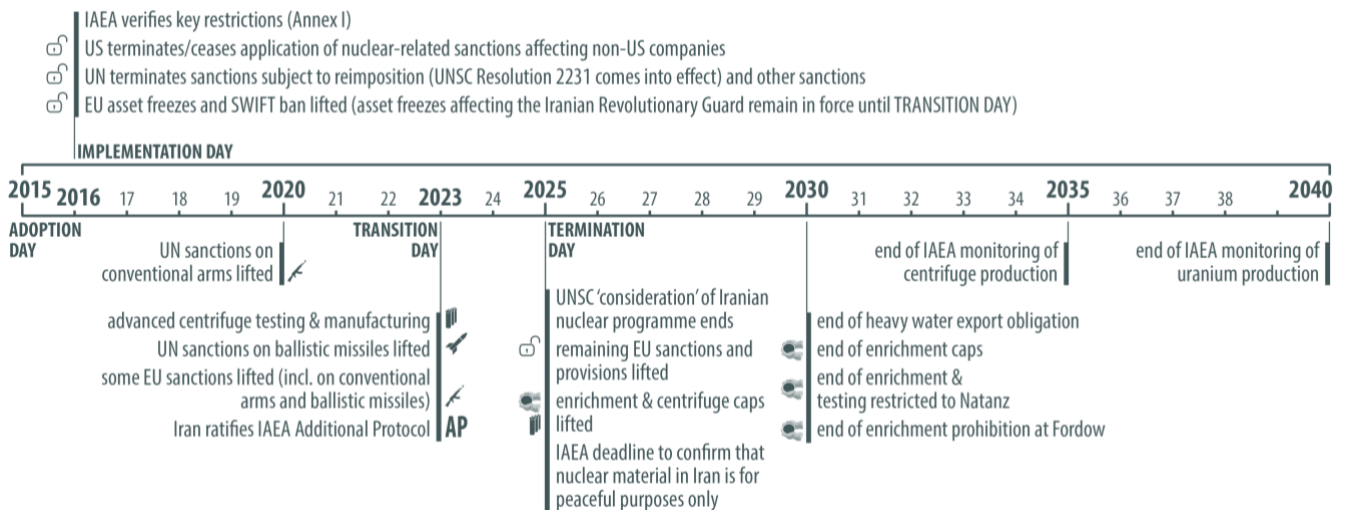 IAEA verifies key restrictions (Annex I)
US terminates/ceases application of nuclear-related sanctions affecting non-US companies
UN terminates sanctions subject to reimposition (UNSC Resolution 2231 comes into effect) and other sanctions
EU asset freezes and SWIFT ban lifted (asset freezes affecting the Iranian Revolutionary Guard remain in force until TRANSITION DAY)
IMPLEMENTATION DAY
2015 2016 17 18 19 2020 21 22 2023 24 2025 26 27 28 29 2030 31 32 33 34 2035 36 37 38 2040
ADOPTION
DAY
UN sanctions on
conventional arms lifted
TRANSITION
DAY
advanced centrifuge testing & manufacturing
UN sanctions on ballistic missiles lifted
some EU sanctions lifted (incl. on conventional
arms and ballistic missiles)
Iran ratifies IAEA Additional Protocol AP
TERMINATION
DAY
UNSC 'consideration' of Iranian
nuclear programme ends
remaining EU sanctions and
provisions lifted
enrichment & centrifuge caps
lifted
IAEA deadline to confirm that
nuclear material in Iran is for
peaceful purposes only
end of heavy water export obligation
end of enrichment caps
end of enrichment &
testing restricted to Natanz
end of enrichment prohibition at Fordow
end of IAEA monitoring of
centrifuge production
end of IAEA monitoring of
uranium production